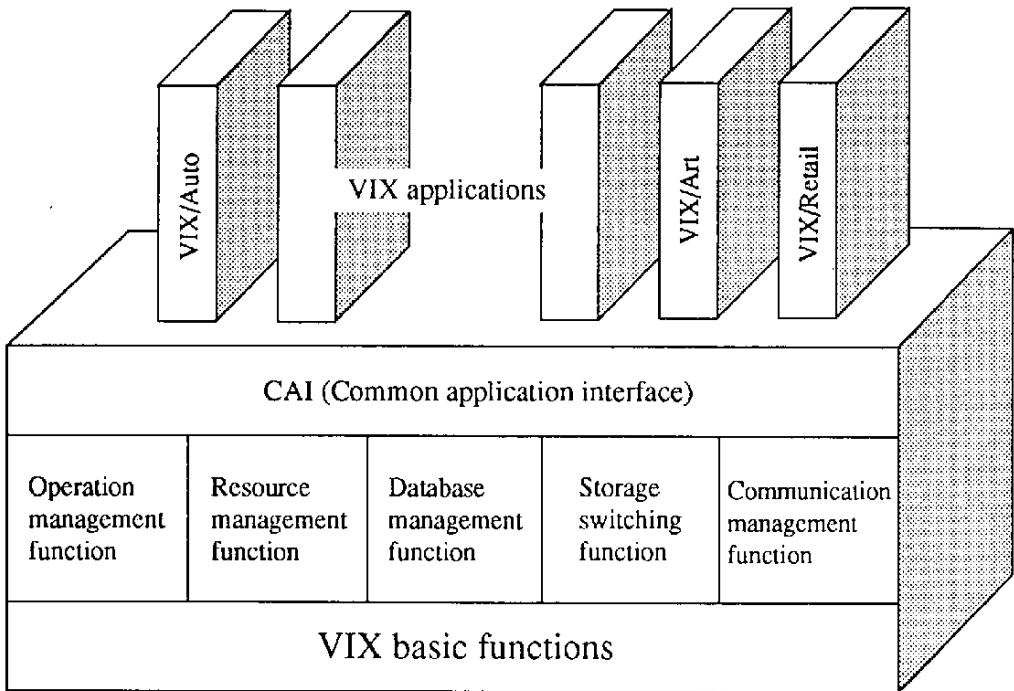 VIX/Auto
VIX applications
VIX/Art
VIX/Retail
CAI (Common application interface)
Operation
management
function
Resource
management
function
Database
management
function
Storage
switching
function
Communication
management
function
VIX basic functions